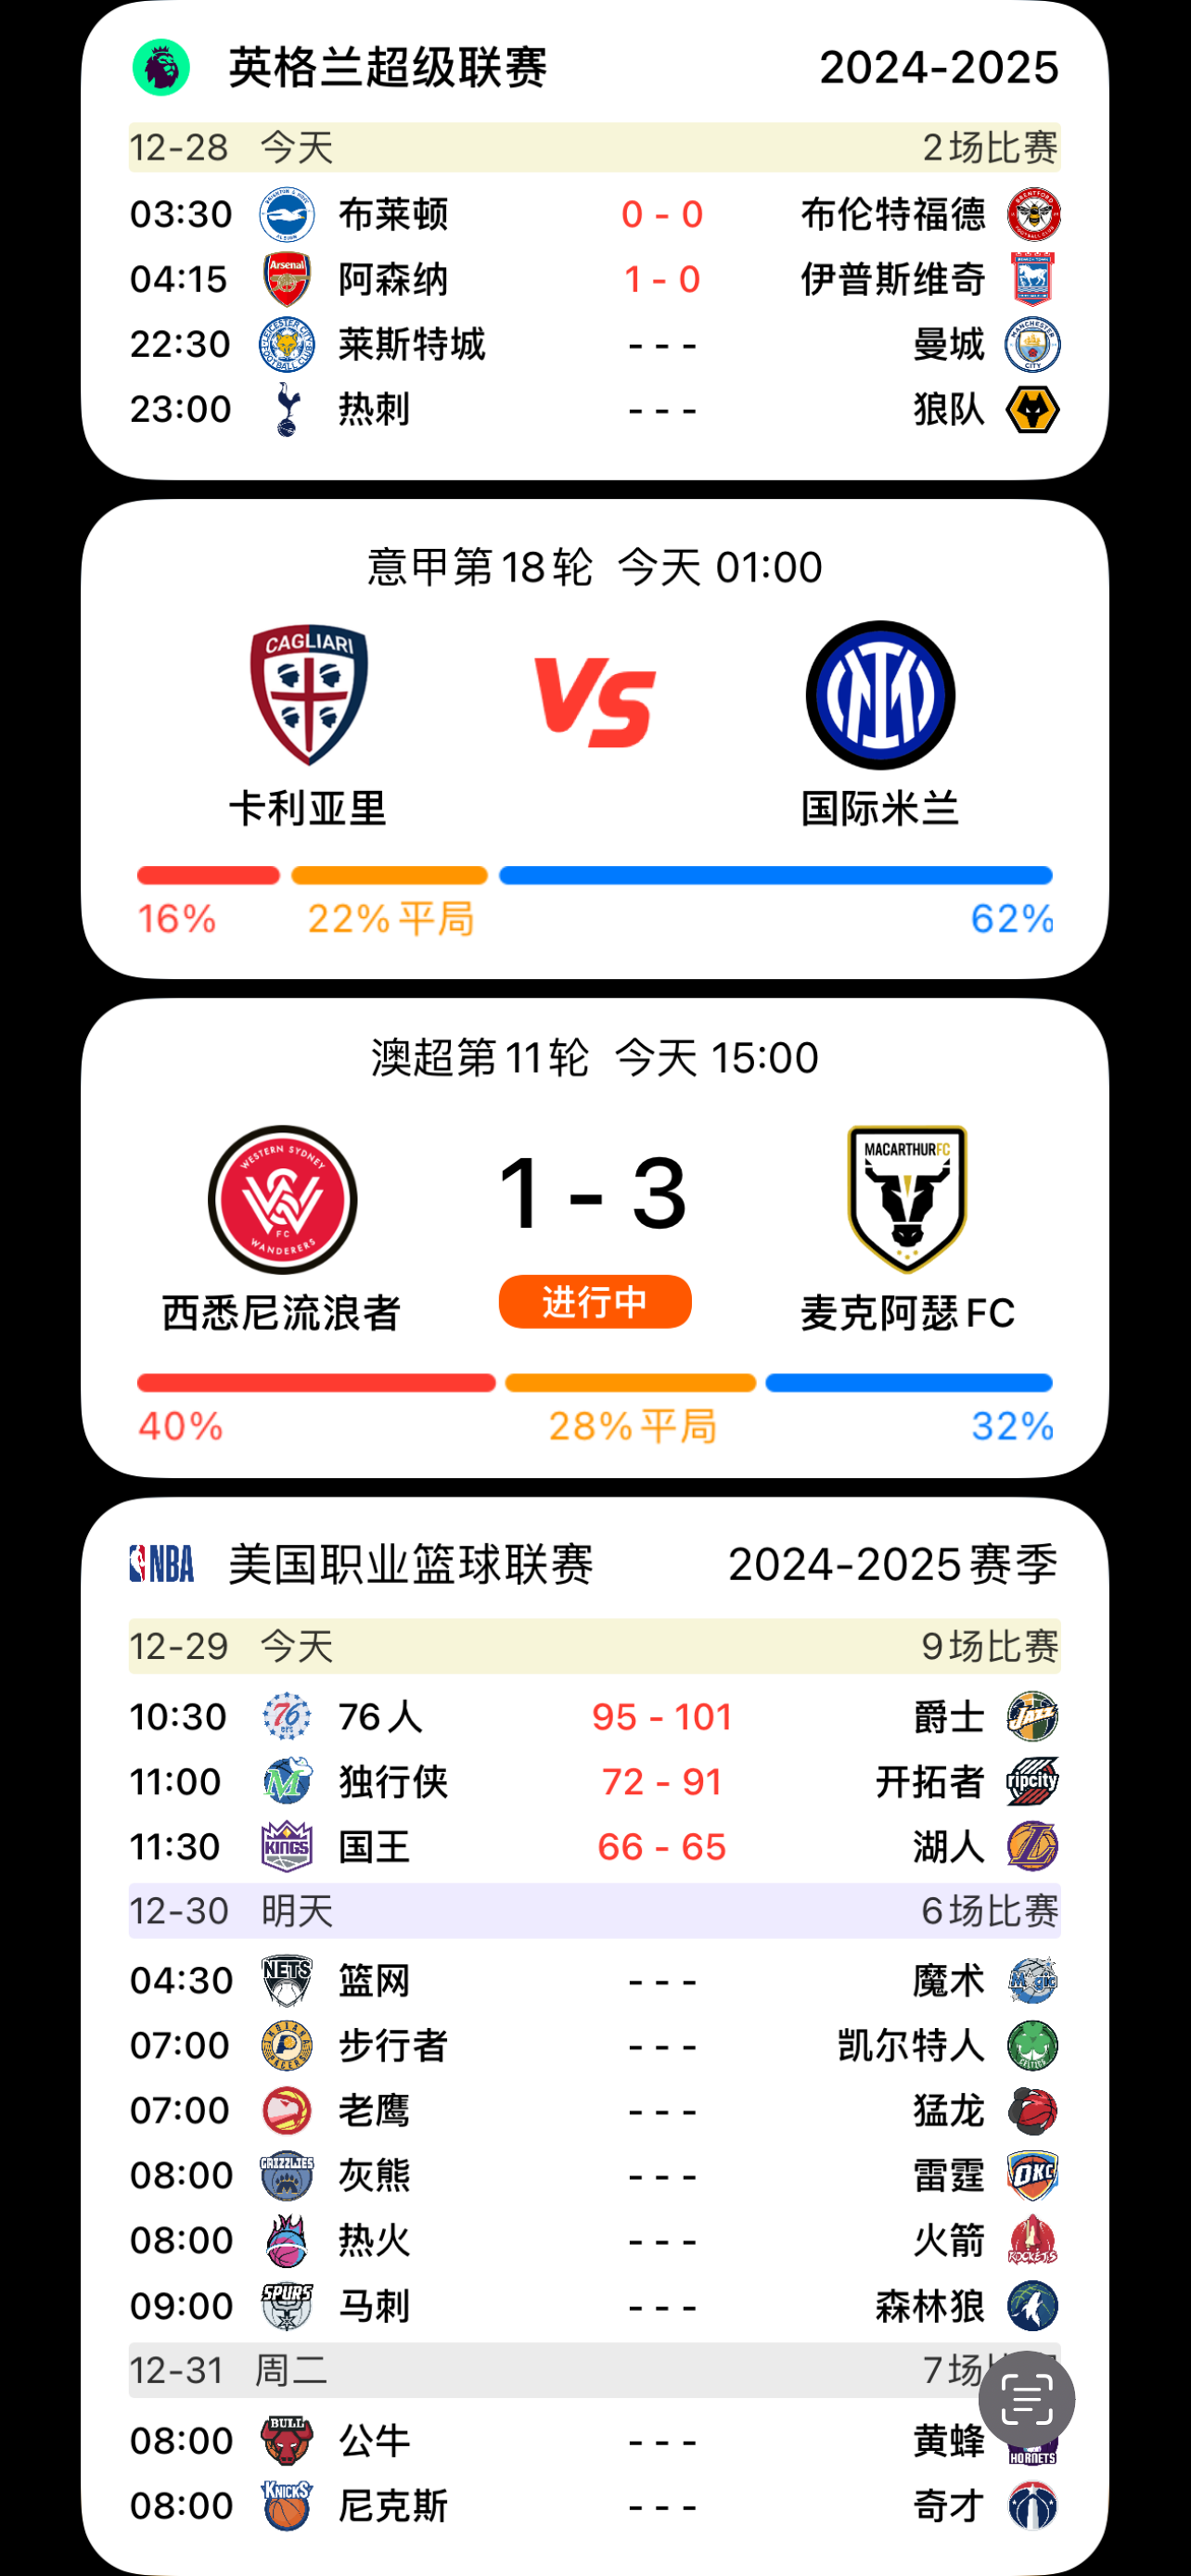 英格兰超级联赛 2024-2025
12-28 今天 2场比赛
03:30 布莱顿 0 - 0 布伦特福德
04:15 阿森纳 1 - 0 伊普斯维奇
22:30 莱斯特城 - - - 曼城
23:00 热刺 - - - 狼队
意甲第18轮 今天 01:00
CAGLIARI
VS
卡利亚里 国际米兰
16% 22%平局 62%
澳超第11轮 今天 15:00
WESTERN SYDNEY
FC
WANDERERS
1 - 3
MACARTHURFC
进行中
西悉尼流浪者 麦克阿瑟FC
40% 28%平局 32%
NBA 美国职业篮球联赛 2024-2025赛季
12-29 今天 9场比赛
10:30 76人 95 - 101 爵士
11:00 独行侠 72 - 91 开拓者
11:30 国王 66 - 65 湖人
12-30 明天 6场比赛
04:30 篮网 - - - 魔术
07:00 步行者 - - - 凯尔特人
07:00 老鹰 - - - 猛龙
08:00 灰熊 - - - 雷霆
08:00 热火 - - - 火箭
09:00 马刺 - - - 森林狼
12-31 周二 7场
08:00 公牛 - - - 黄蜂
08:00 尼克斯 - - - 奇才